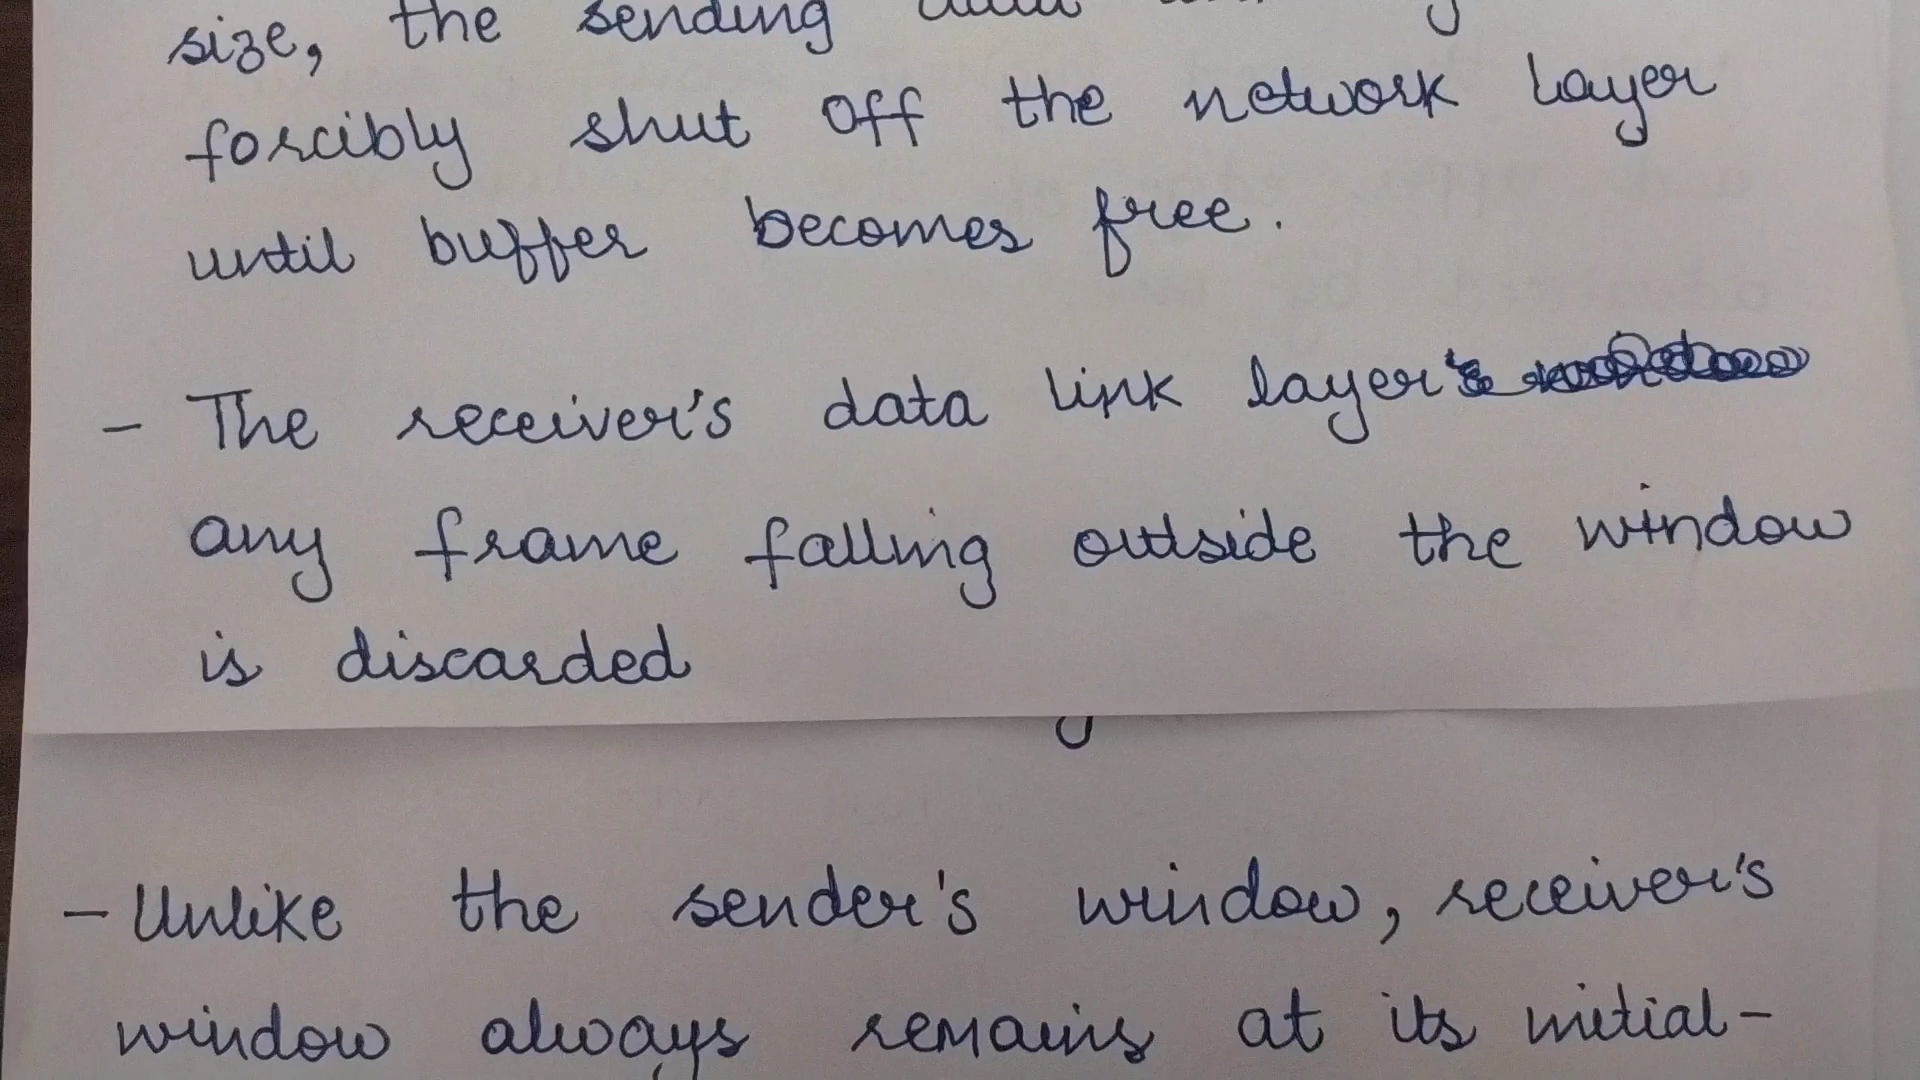 size, the sending
forcibly shut off the network layer
until buffer becomes free.
- The receiver's data link layer's
any frame falling outside the window
is discarded
- Unlike the sender's window, receiver's
window always remains at its initial-